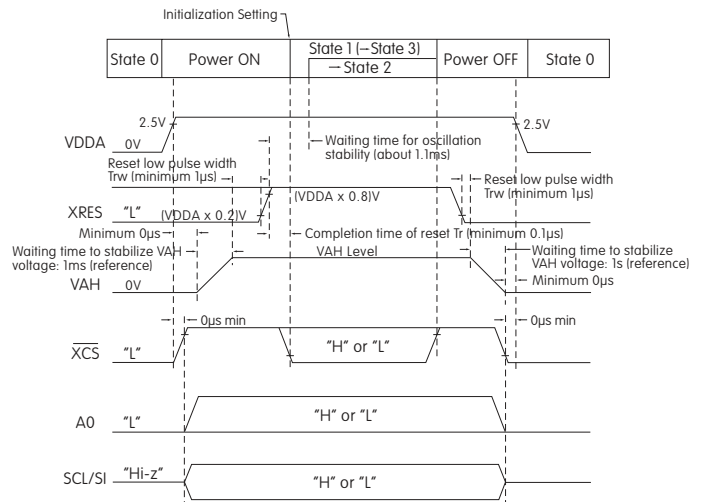 Initialization Setting
State 0
Power ON
State 1 (→State 3)
→ State 2
Power OFF
State 0
2.5V
2.5V
VDDA
0V
Waiting time for oscillation
stability (about 1.1ms)
Reset low pulse width
Trw (minimum 1μs)
Reset low pulse width
Trw (minimum 1μs)
(VDDA x 0.8)V
XRES
"L"
(VDDA x 0.2)V
Minimum 0μs
Completion time of reset Tr (minimum 0.1μs)
Waiting time to stabilize VAH
voltage: 1ms (reference)
VAH Level
Waiting time to stabilize
VAH voltage: 1s (reference)
VAH
0V
Minimum 0μs
0μs min
0μs min
XCS
"L"
"H" or "L"
A0
"L"
"H" or "L"
SCL/SI
"Hi-z"
"H" or "L"